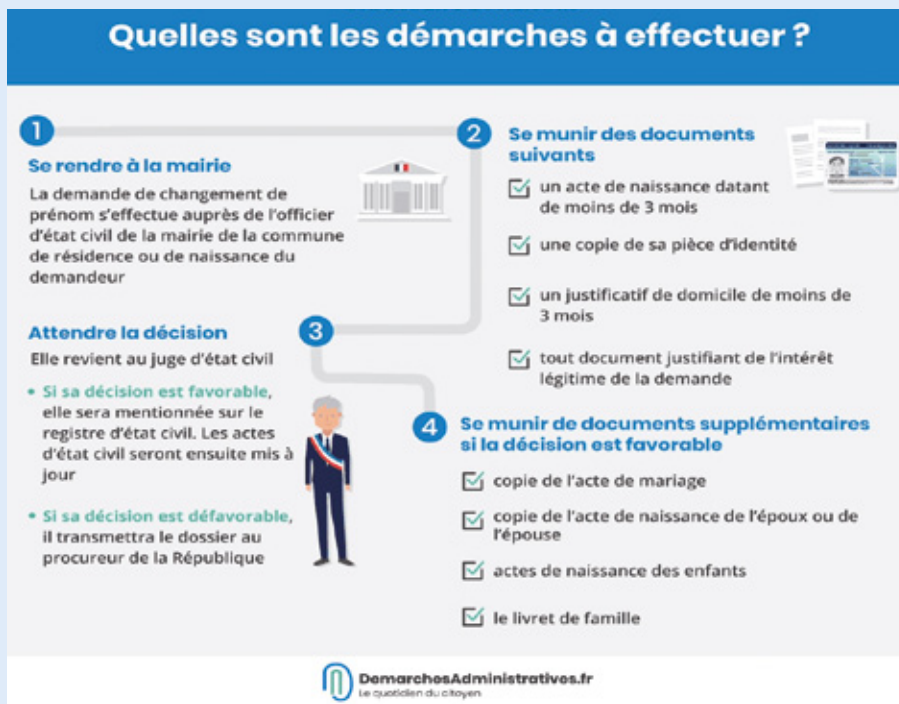 Quelles sont les démarches à effectuer ?
1
Se rendre à la mairie
La demande de changement de
prénom s'effectue auprès de l'officier
d'état civil de la mairie de la commune
de résidence ou de naissance du
demandeur
2
Se munir des documents
suivants
un acte de naissance datant
de moins de 3 mois
une copie de sa pièce d'identité
un justificatif de domicile de moins de
3 mois
tout document justifiant de l'intérêt
légitime de la demande
3
Attendre la décision
Elle revient au juge d'état civil
• Si sa décision est favorable,
elle sera mentionnée sur le
registre d'état civil. Les actes
d'état civil seront ensuite mis à
jour
• Si sa décision est défavorable,
il transmettra le dossier au
procureur de la République
4
Se munir de documents supplémentaires
si la décision est favorable
copie de l'acte de mariage
copie de l'acte de naissance de l'époux ou de
l'épouse
actes de naissance des enfants
le livret de famille
DemarchesAdministratives.fr
Le quotidien du citoyen